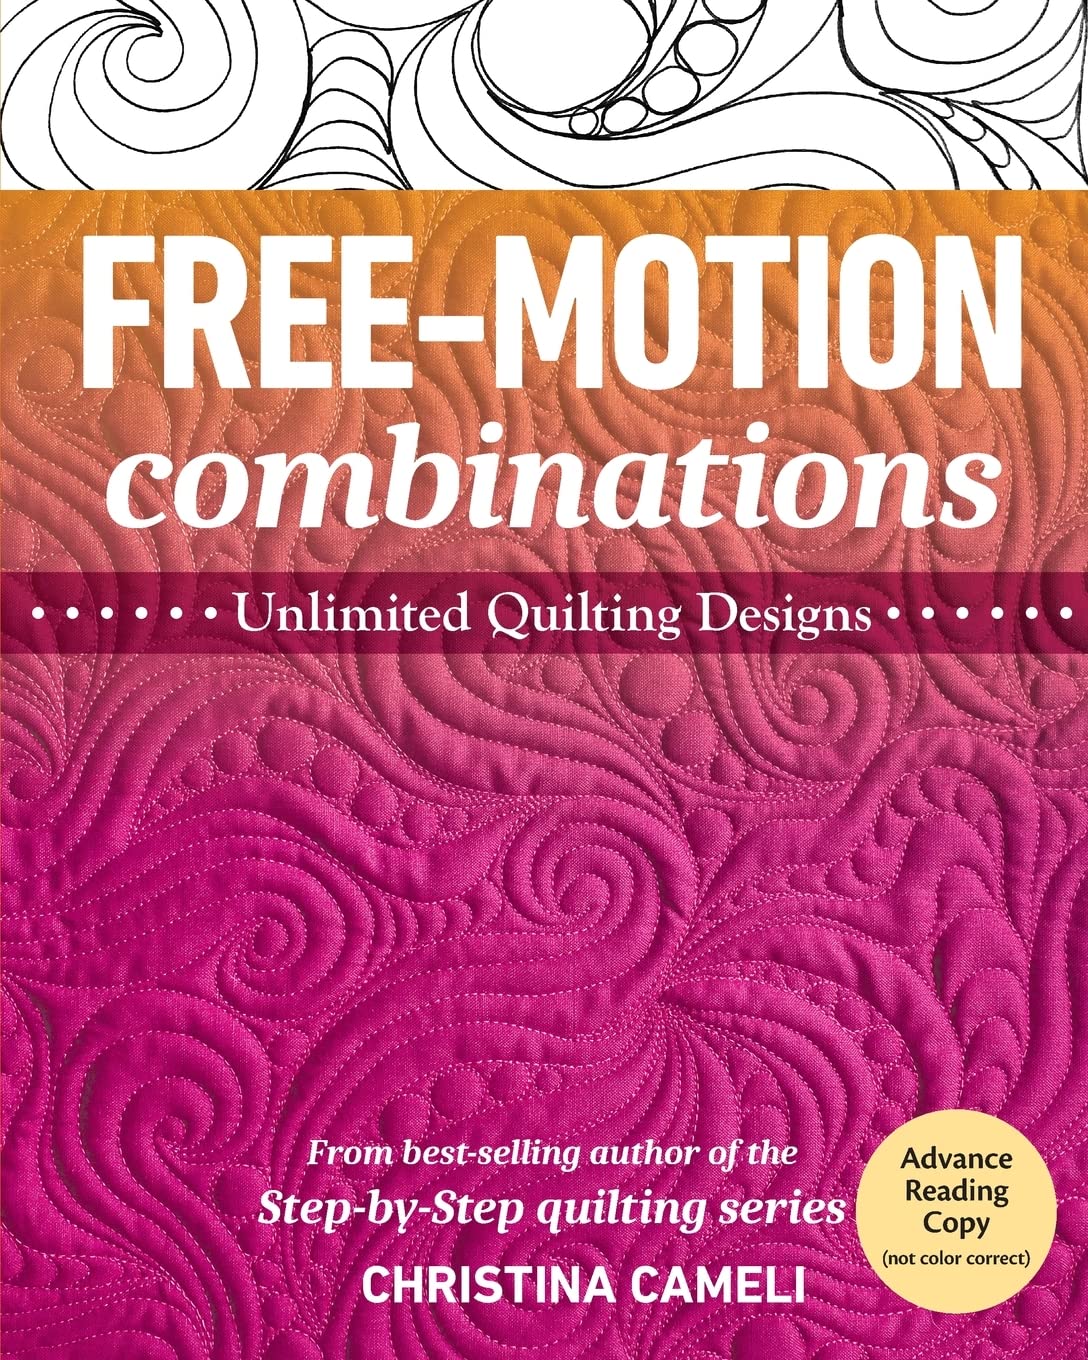 FREE-MOTION
combinations
• • • • • • Unlimited Quilting Designs • • • • • •
From best-selling author of the
Step-by-Step quilting series
CHRISTINA CAMELI
Advance
Reading
Copy
(not color correct)